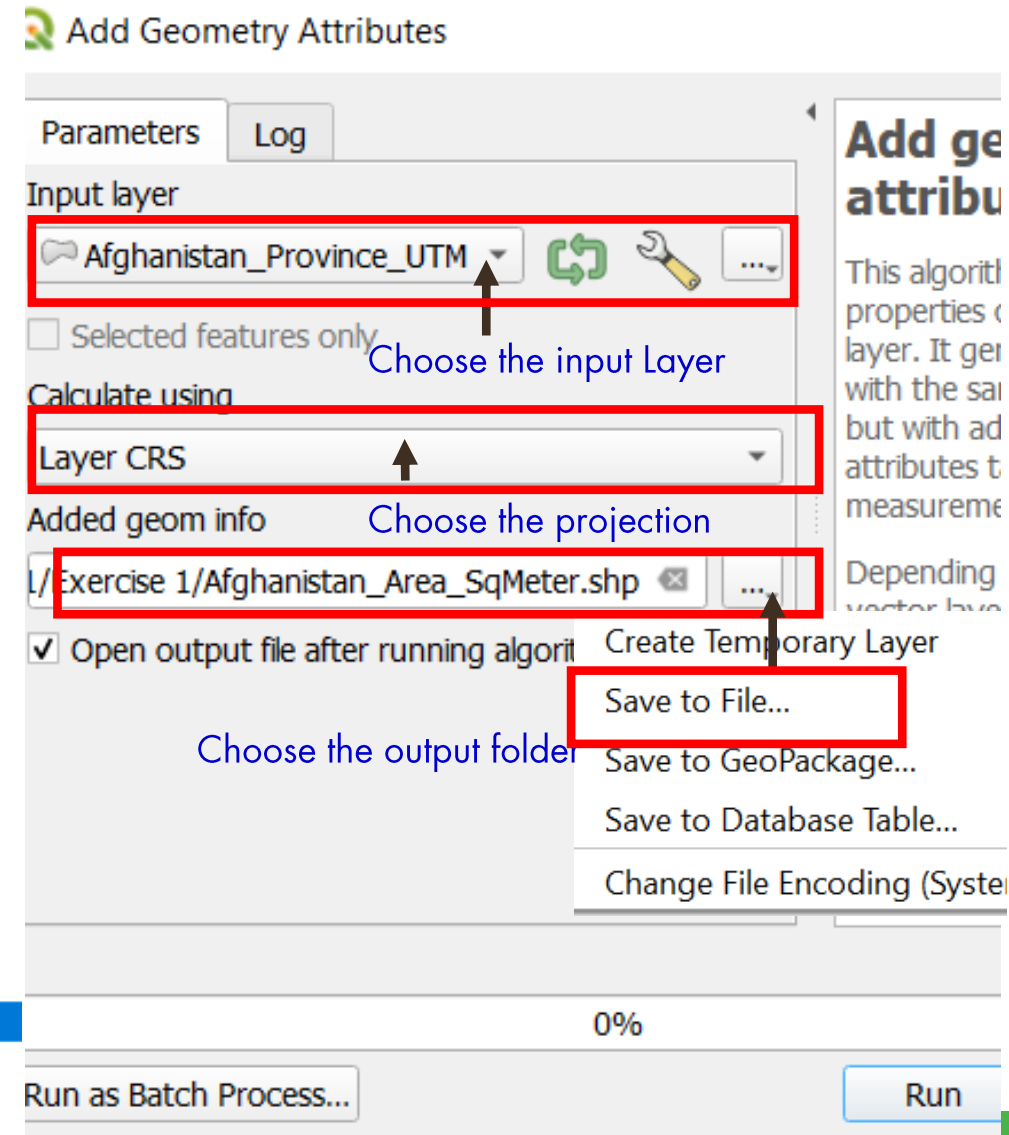 Add Geometry Attributes
Parameters
Log
Input layer
Afghanistan_Province_UTM
...
Selected features only
Choose the input Layer
Calculate using
Layer CRS
Choose the projection
Added geom info
1/Exercise 1/Afghanistan_Area_SqMeter.shp
...
Open output file after running algorit
Create Temporary Layer
Save to File...
Choose the output folder
Save to GeoPackage...
Save to Database Table...
Change File Encoding (Syste
Add ge
attribu
This algorith
properties
layer. It ger
with the sa
but with ad
attributes t
measureme
Depending
vector laye
0%
Run as Batch Process...
Run